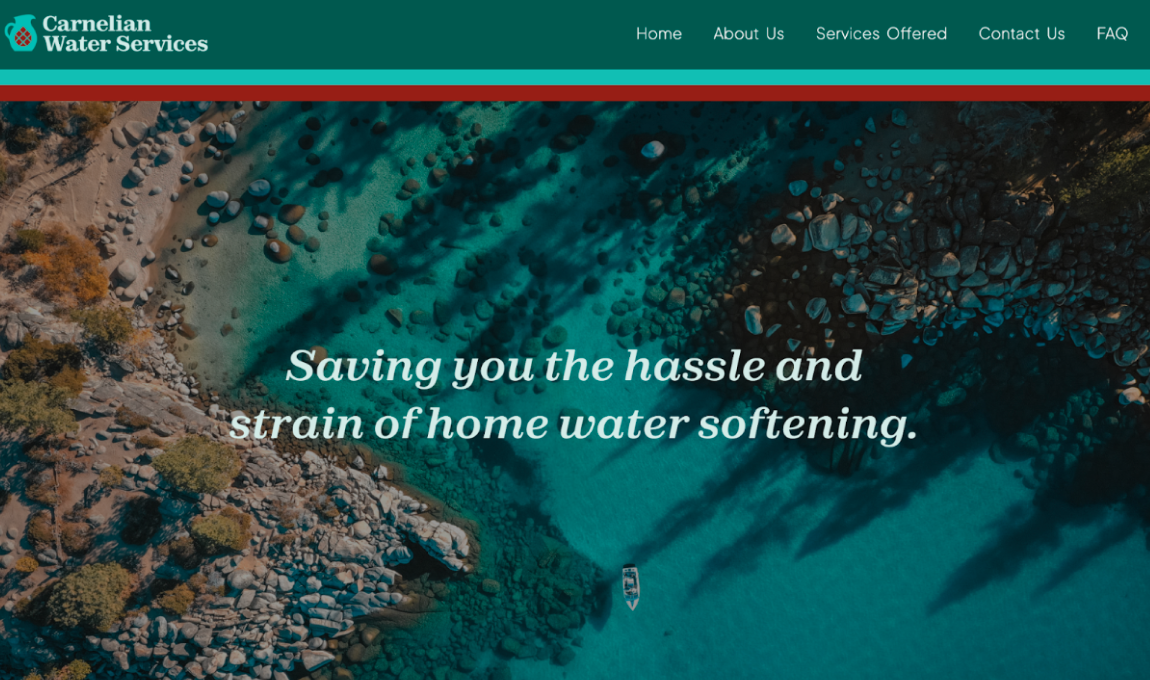 Carnelian
Water Services
Home About Us Services Offered Contact Us FAQ
Saving you the hassle and
strain of home water softening.